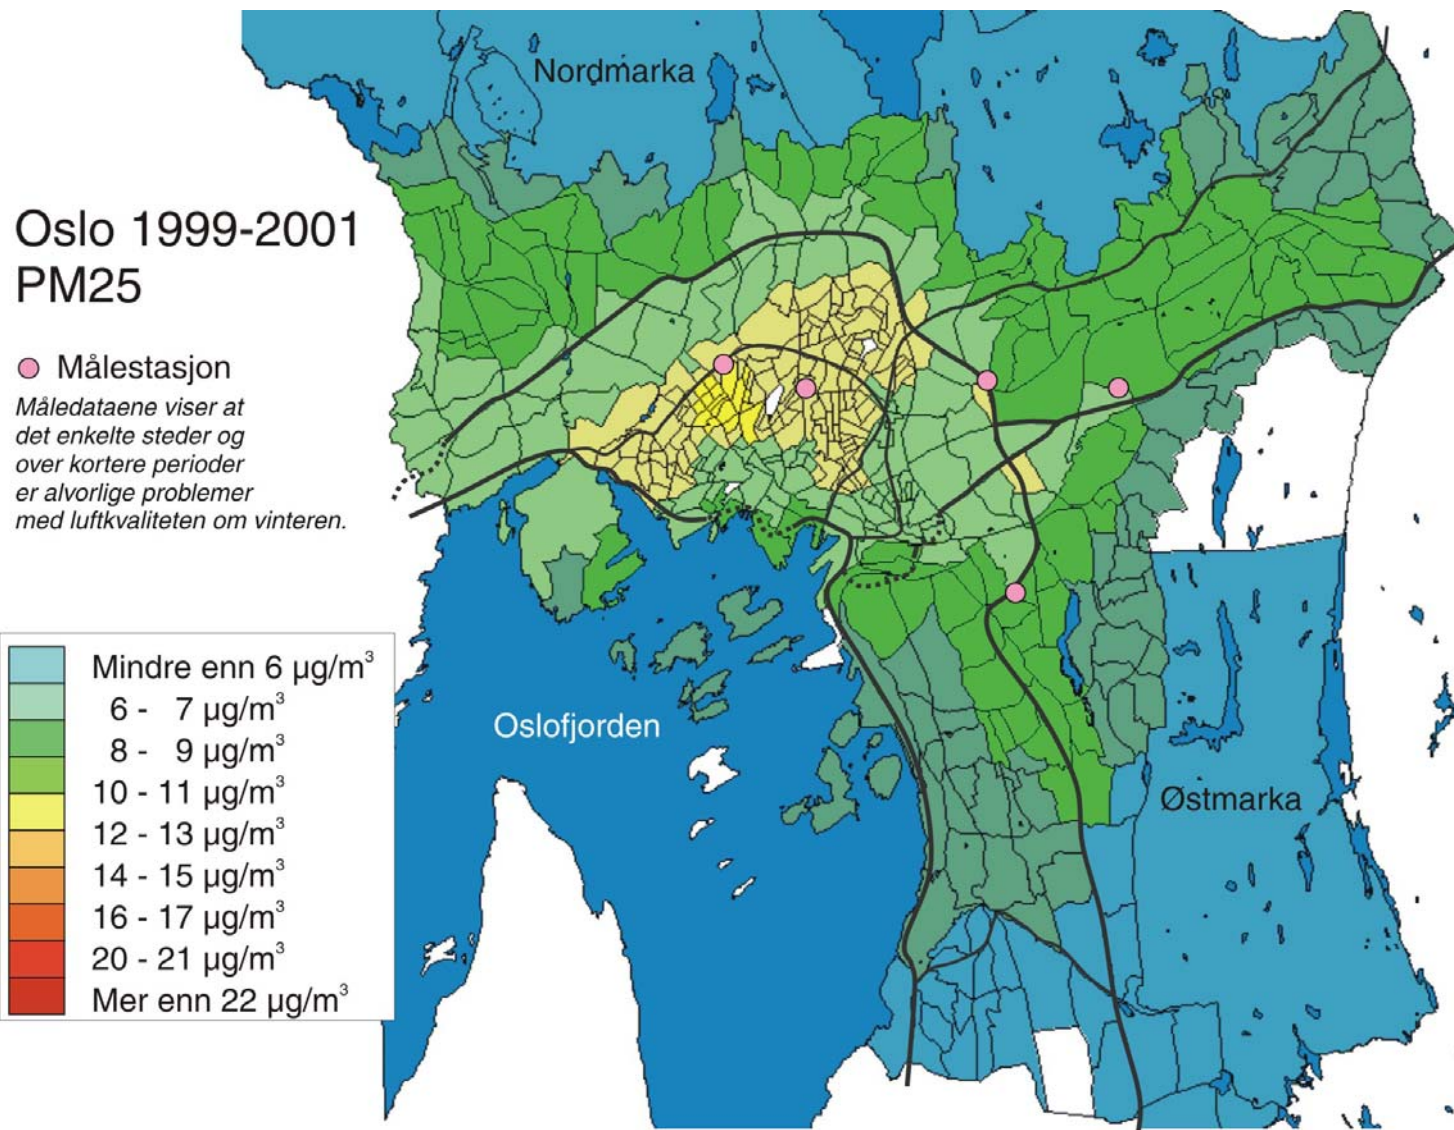 Nordmarka
Oslo 1999-2001
PM25
Målestasjon
Måledataene viser at
det enkelte steder og
over kortere perioder
er alvorlige problemer
med luftkvaliteten om vinteren.
Mindre enn 6 µg/m³
6 - 7 µg/m³
8 - 9 µg/m³
10 - 11 µg/m³
12 - 13 µg/m³
14 - 15 µg/m³
16 - 17 µg/m³
20 - 21 µg/m³
Mer enn 22 µg/m³
Oslofjorden
Østmarka